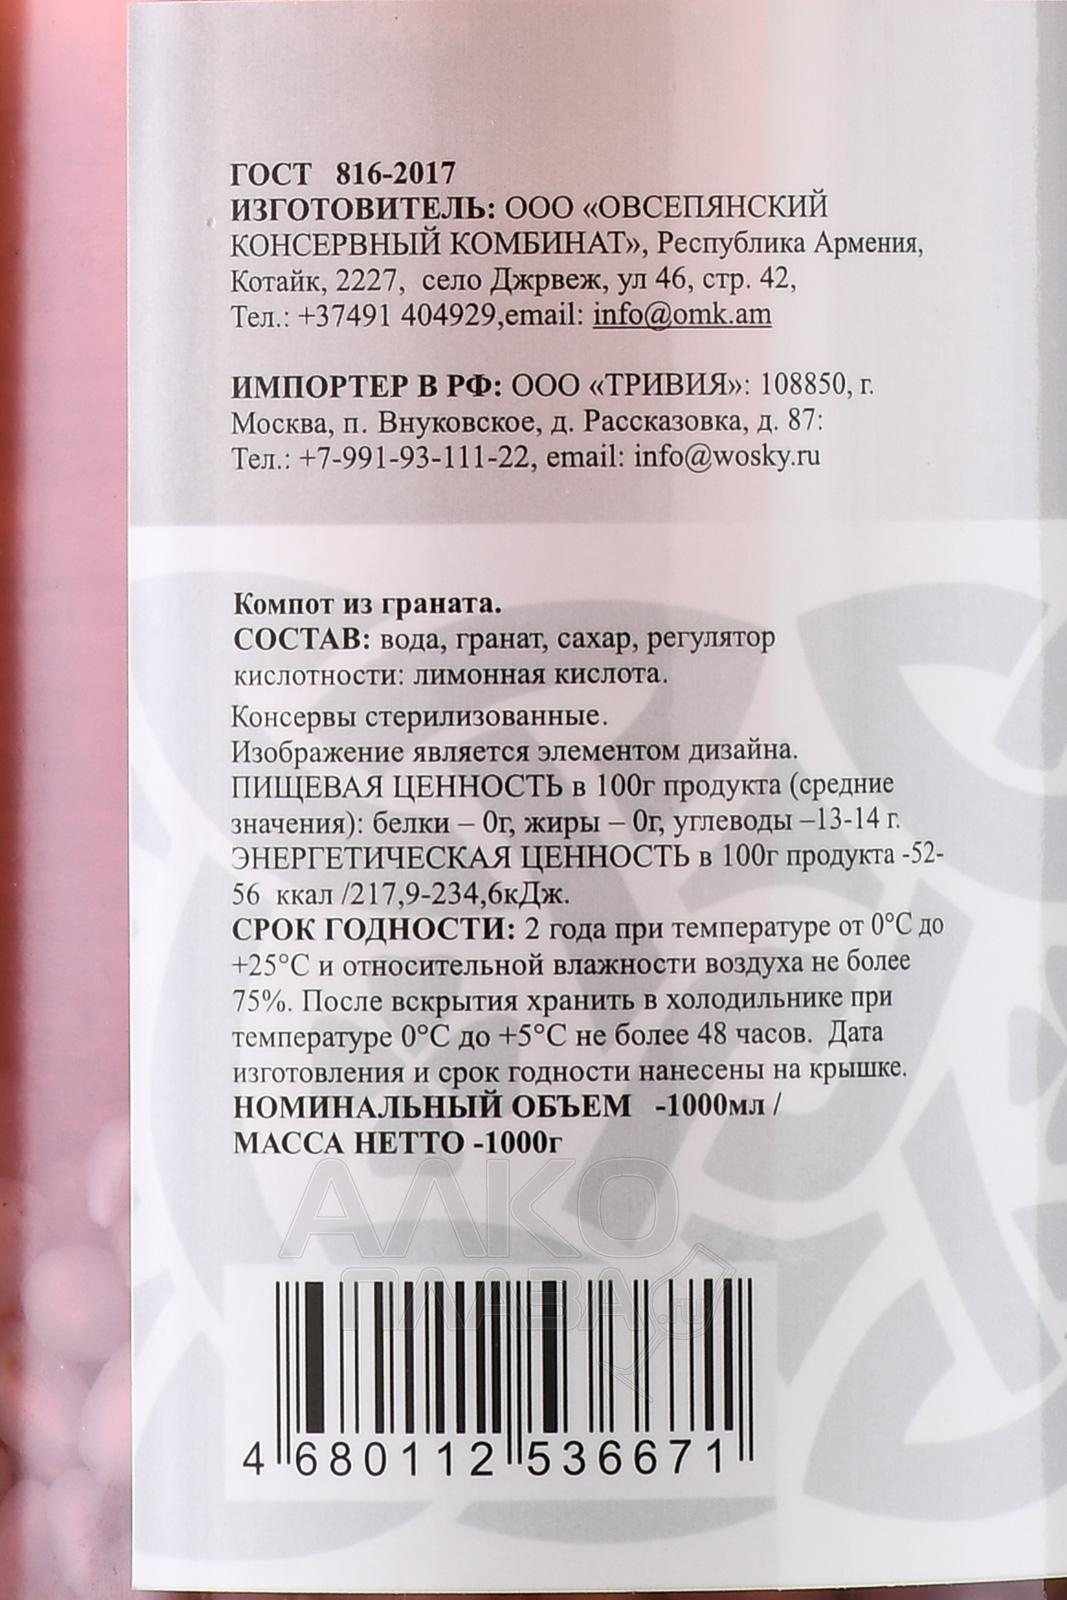 ГОСТ 816-2017
ИЗГОТОВИТЕЛЬ: ООО «ОВСЕПЯНСКИЙ
КОНСЕРВНЫЙ КОМБИНАТ», Республика Армения,
Котайк, 2227, село Джрвеж, ул 46, стр. 42,
Тел.: +37491 404929,email: info@omk.am
ИМПОРТЕР В РФ: ООО «ТРИВИЯ»: 108850, г.
Москва, п. Внуковское, д. Рассказовка, д. 87:
Тел.: +7-991-93-111-22, email: info@wosky.ru
Компот из граната.
СОСТАВ: вода, гранат, сахар, регулятор
кислотности: лимонная кислота.
Консервы стерилизованные.
Изображение является элементом дизайна.
ПИЩЕВАЯ ЦЕННОСТЬ в 100г продукта (средние
значения): белки – 0г, жиры – 0г, углеводы –13-14 г.
ЭНЕРГЕТИЧЕСКАЯ ЦЕННОСТЬ в 100г продукта -52-
56 ккал /217,9-234,6кДж.
СРОК ГОДНОСТИ: 2 года при температуре от 0°С до
+25°С и относительной влажности воздуха не более
75%. После вскрытия хранить в холодильнике при
температуре 0°С до +5°С не более 48 часов. Дата
изготовления и срок годности нанесены на крышке.
НОМИНАЛЬНЫЙ ОБЪЕМ -1000мл /
МАССА НЕТТО -1000г
АЛКО
ПЛАЗА.ru
4 680112 536671